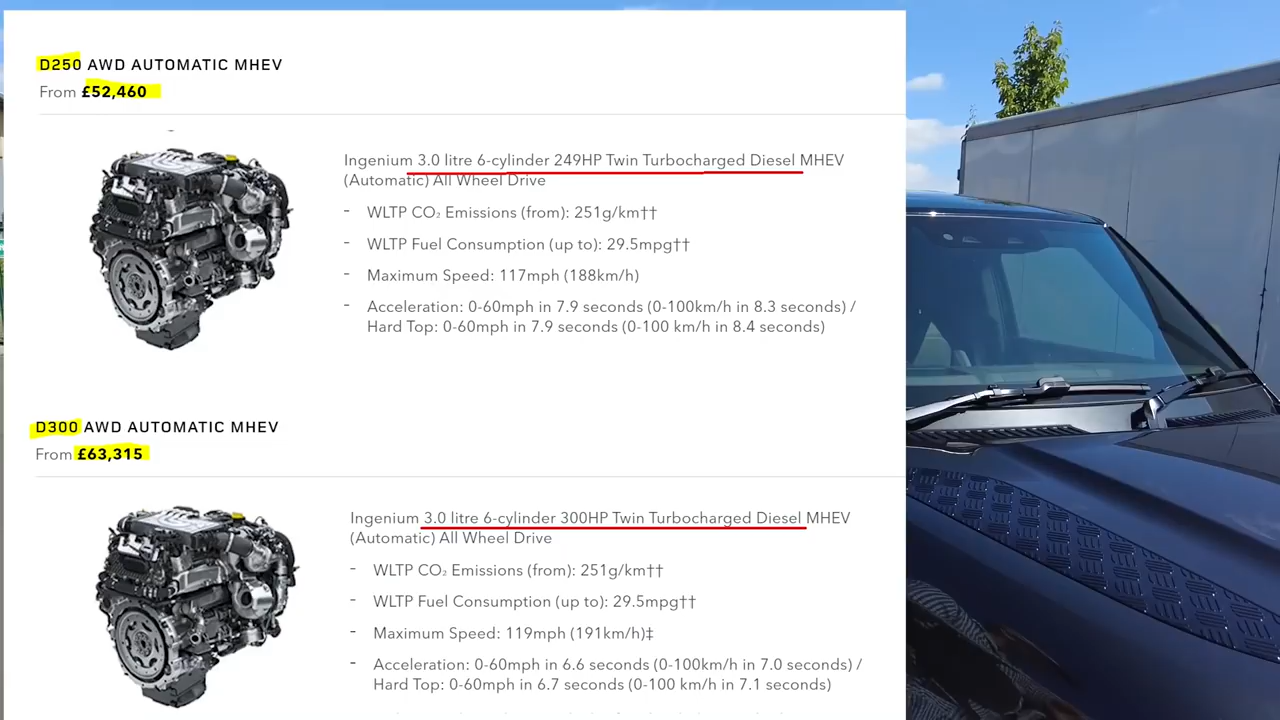 D250 AWD AUTOMATIC MHEV
From £52,460
Ingenium 3.0 litre 6-cylinder 249HP Twin Turbocharged Diesel MHEV
(Automatic) All Wheel Drive
- WLTP CO₂ Emissions (from): 251g/km††
- WLTP Fuel Consumption (up to): 29.5mpg††
- Maximum Speed: 117mph (188km/h)
- Acceleration: 0-60mph in 7.9 seconds (0-100km/h in 8.3 seconds) /
Hard Top: 0-60mph in 7.9 seconds (0-100 km/h in 8.4 seconds)
D300 AWD AUTOMATIC MHEV
From £63,315
Ingenium 3.0 litre 6-cylinder 300HP Twin Turbocharged Diesel MHEV
(Automatic) All Wheel Drive
- WLTP CO₂ Emissions (from): 251g/km††
- WLTP Fuel Consumption (up to): 29.5mpg††
- Maximum Speed: 119mph (191km/h)‡
- Acceleration: 0-60mph in 6.6 seconds (0-100km/h in 7.0 seconds) /
Hard Top: 0-60mph in 6.7 seconds (0-100 km/h in 7.1 seconds)